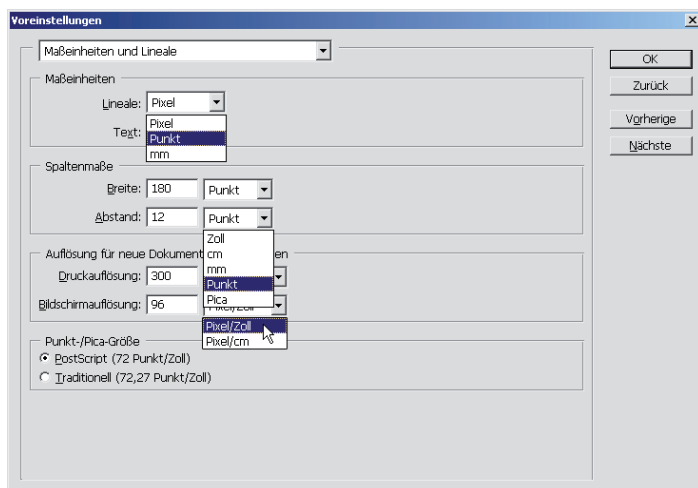 Voreinstellungen
Maßeinheiten und Lineale
OK
Zurück
Vorherige
Nächste
Maßeinheiten
Lineale: Pixel
Text:
Pixel
Punkt
mm
Spaltenmaße
Breite: 180 Punkt
Abstand: 12 Punkt
Zoll
cm
mm
Punkt
Pica
Auflösung für neue Dokument en
Druckauflösung: 300
Bildschirmauflösung: 96 Pixel/Zoll
Pixel/Zoll
Pixel/cm
Punkt-/Pica-Größe
PostScript (72 Punkt/Zoll)
Traditionell (72,27 Punkt/Zoll)